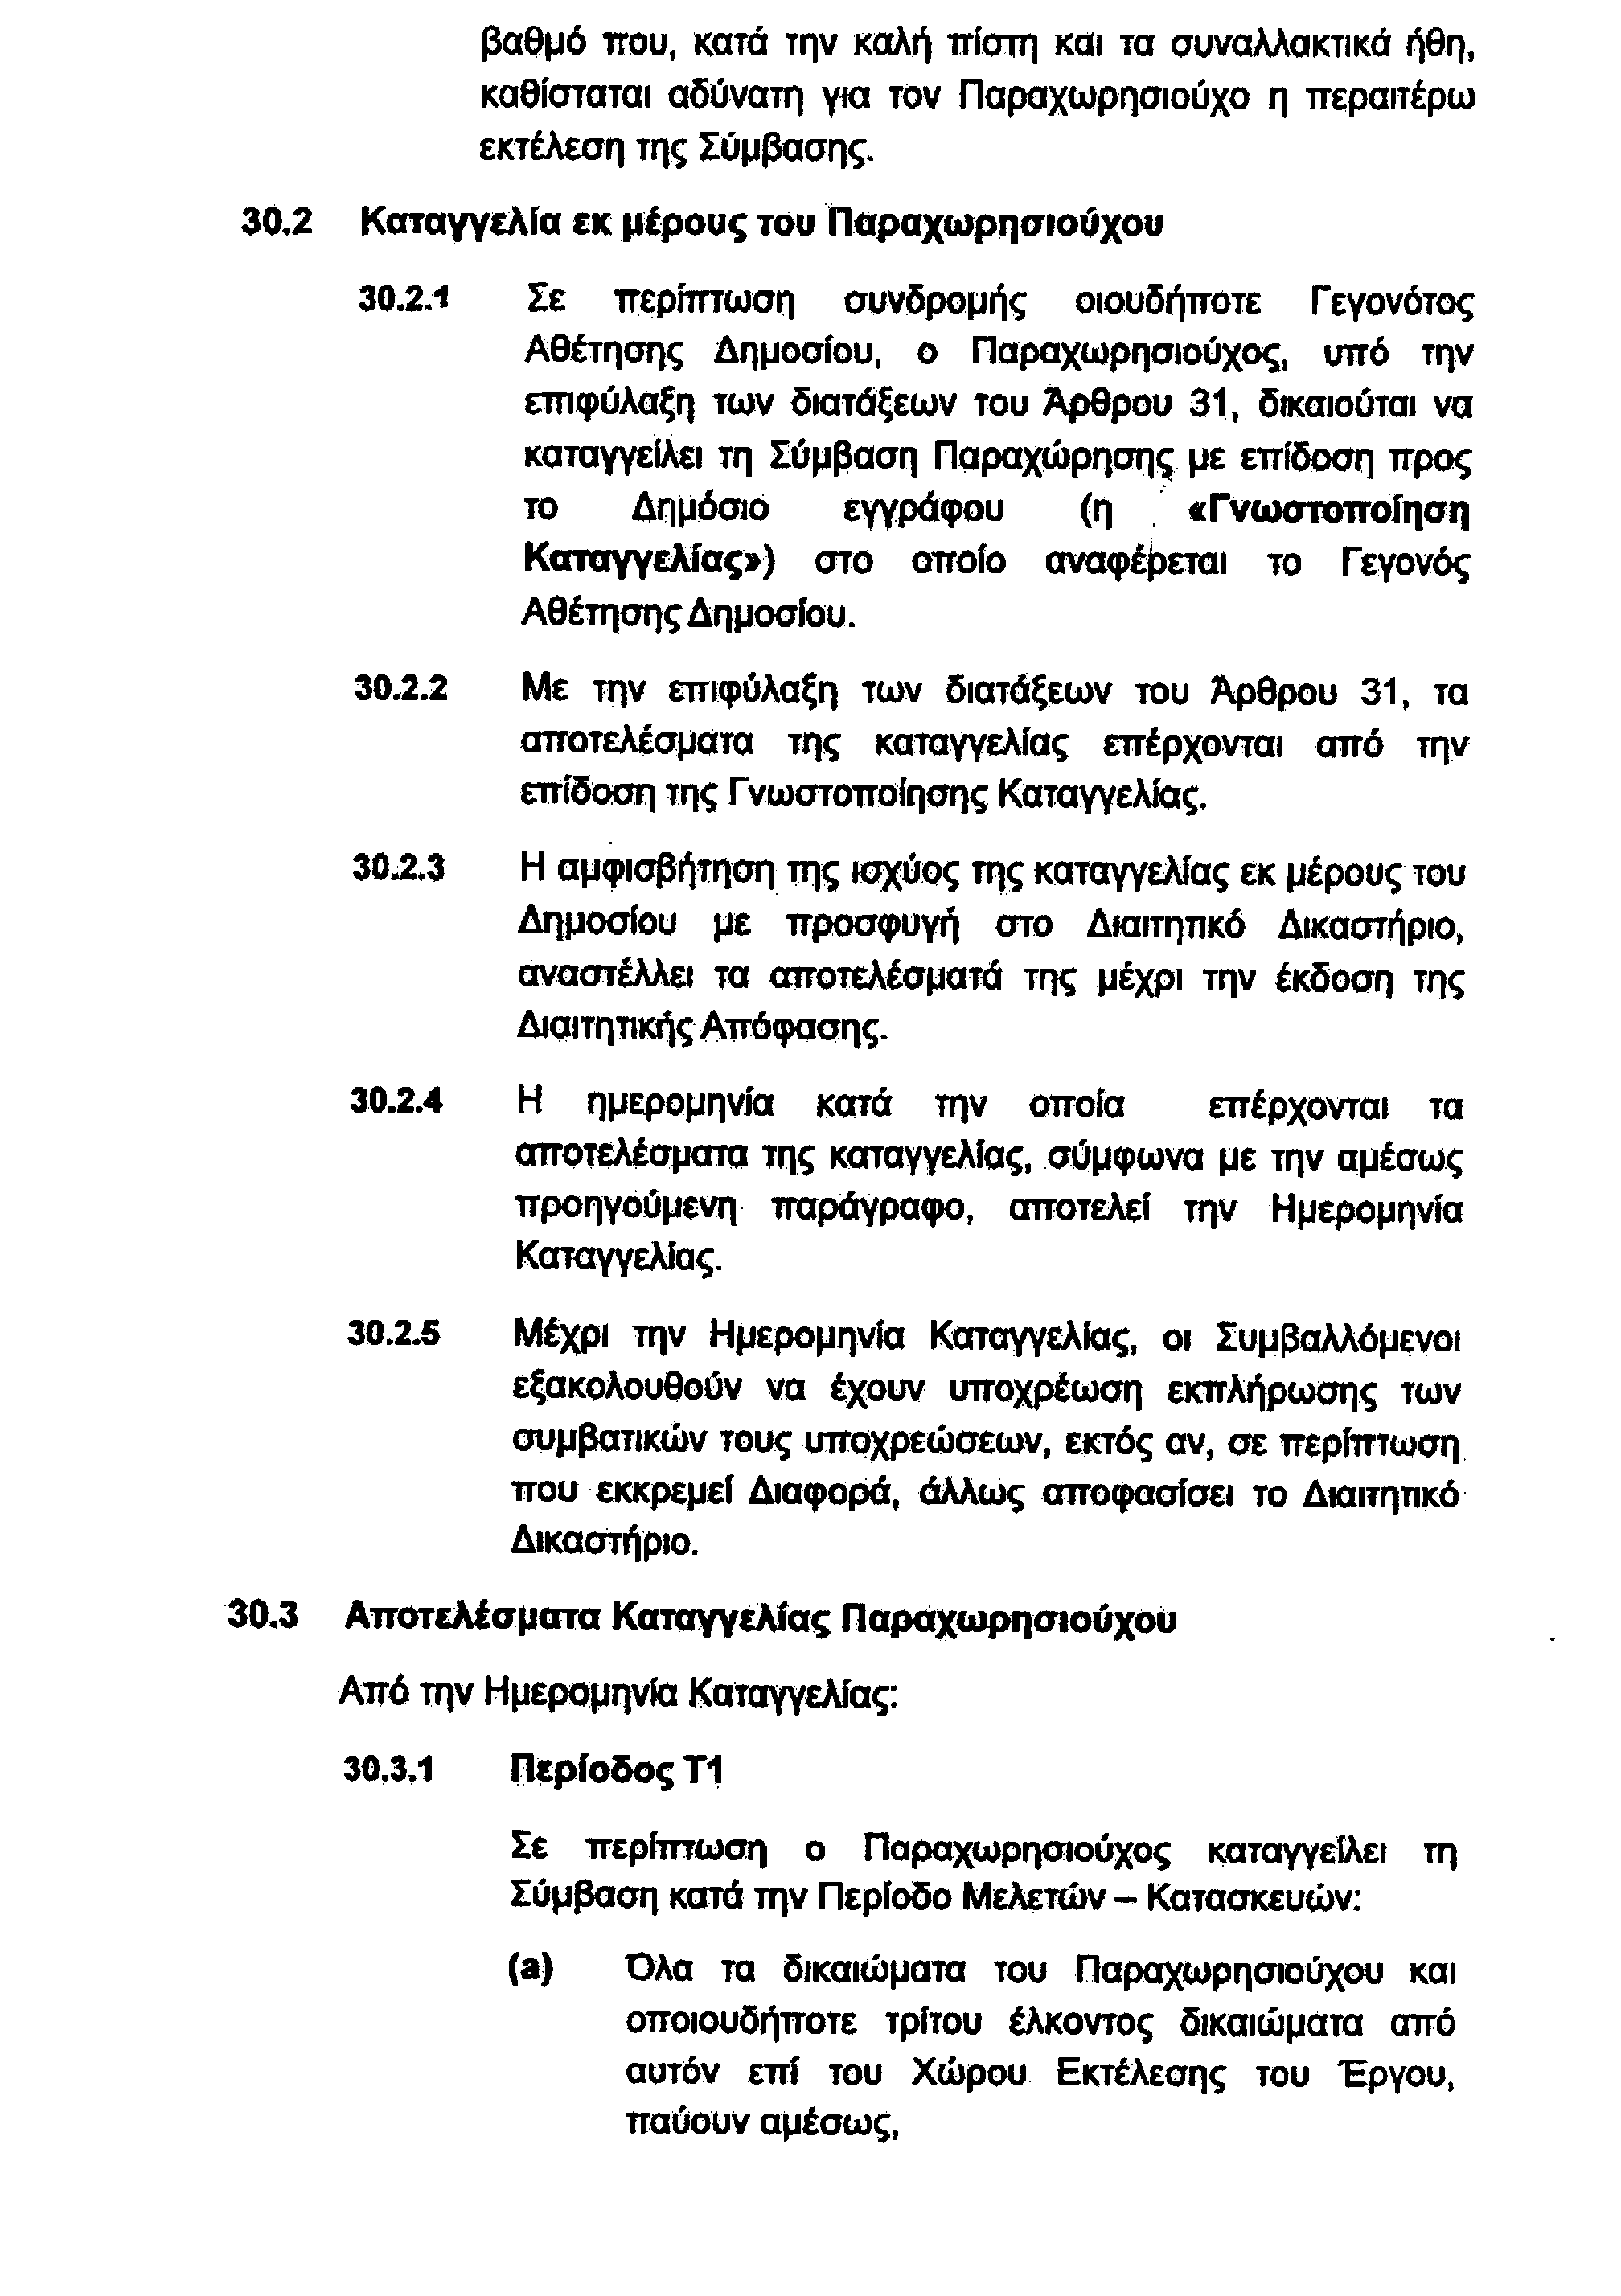 βαθμό που, κατά την καλή πίστη και τα συναλλακτικά ήθη,
καθίσταται αδύνατη για τον Παραχωρησιούχο η περαιτέρω
εκτέλεση της Σύμβασης.
30.2 Καταγγελία εκ μέρους του Παραχωρησιούχου
30.2.1 Σε περίπτωση συνδρομής οιουδήποτε Γεγονότος
Αθέτησης Δημοσίου, ο Παραχωρησιούχος, υπό την
επιφύλαξη των διατάξεων του Άρθρου 31, δικαιούται να
καταγγείλει τη Σύμβαση Παραχώρησης με επίδοση προς
το Δημόσιο εγγράφου (η «Γνωστοποίηση
Καταγγελίας») στο οποίο αναφέρεται το Γεγονός
Αθέτησης Δημοσίου.
30.2.2 Με την επιφύλαξη των διατάξεων του Άρθρου 31, τα
αποτελέσματα της καταγγελίας επέρχονται από την
επίδοση της Γνωστοποίησης Καταγγελίας.
30.2.3 Η αμφισβήτηση της ισχύος της καταγγελίας εκ μέρους του
Δημοσίου με προσφυγή στο Διαιτητικό Δικαστήριο,
αναστέλλει τα αποτελέσματά της μέχρι την έκδοση της
Διαιτητικής Απόφασης.
30.2.4 Η ημερομηνία κατά την οποία επέρχονται τα
αποτελέσματα της καταγγελίας, σύμφωνα με την αμέσως
προηγούμενη παράγραφο, αποτελεί την Ημερομηνία
Καταγγελίας.
30.2.5 Μέχρι την Ημερομηνία Καταγγελίας, οι Συμβαλλόμενοι
εξακολουθούν να έχουν υποχρέωση εκπλήρωσης των
συμβατικών τους υποχρεώσεων, εκτός αν, σε περίπτωση
που εκκρεμεί Διαφορά, άλλως αποφασίσει το Διαιτητικό
Δικαστήριο.
30.3 Αποτελέσματα Καταγγελίας Παραχωρησιούχου
Από την Ημερομηνία Καταγγελίας:
30.3.1 Περίοδος Τ1
Σε περίπτωση ο Παραχωρησιούχος καταγγείλει τη
Σύμβαση κατά την Περίοδο Μελετών – Κατασκευών:
(a) Όλα τα δικαιώματα του Παραχωρησιούχου και
οποιουδήποτε τρίτου έλκοντος δικαιώματα από
αυτόν επί του Χώρου Εκτέλεσης του Έργου,
παύουν αμέσως,